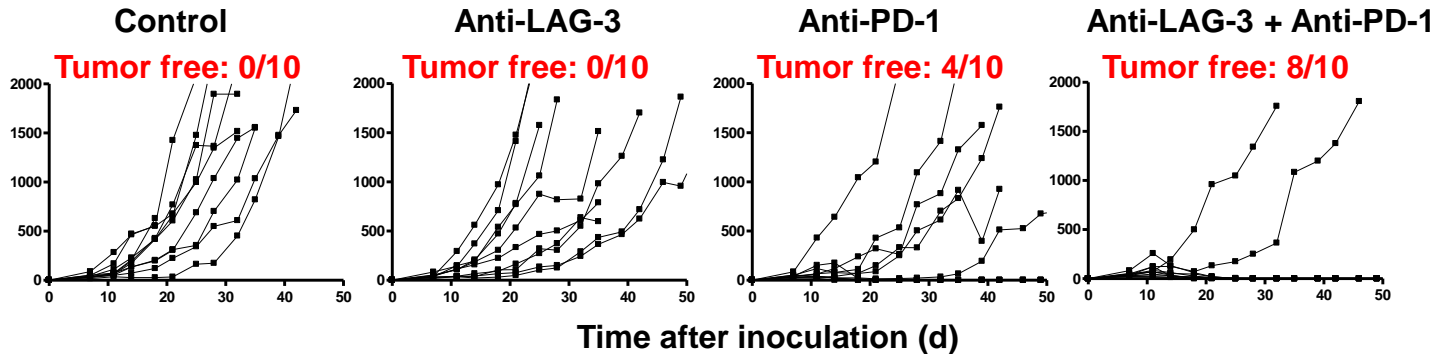 Control
Tumor free: 0/10
2000
1500
1000
500
0
0 10 20 30 40 50
Anti-LAG-3
Tumor free: 0/10
2000
1500
1000
500
0
0 10 20 30 40 50
Anti-PD-1
Tumor free: 4/10
2000
1500
1000
500
0
0 10 20 30 40 50
Anti-LAG-3 + Anti-PD-1
Tumor free: 8/10
2000
1500
1000
500
0
0 10 20 30 40 50
Time after inoculation (d)